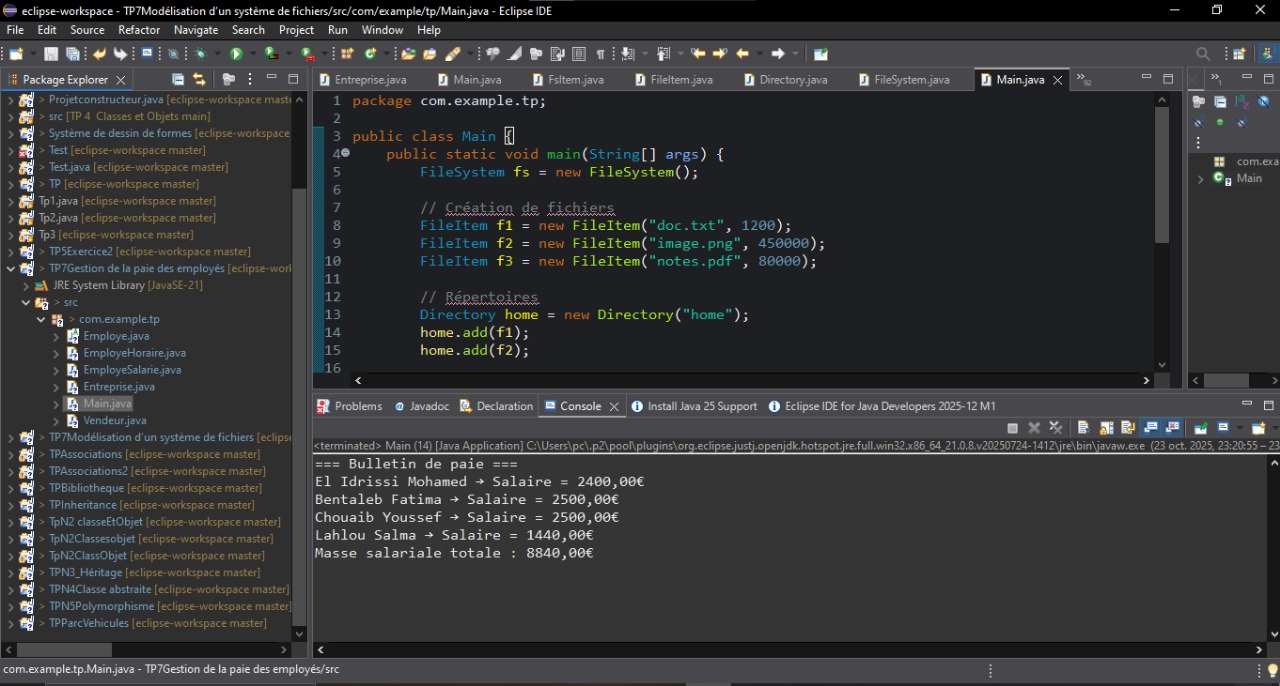 eclipse-workspace - TP7Modélisation d'un système de fichiers/src/com/example/tp/Main.java - Eclipse IDE
File Edit Source Refactor Navigate Search Project Run Window Help
Package Explorer
> Projetconstructeur.java [eclipse-workspace maste
> src [TP 4 Classes et Objets main]
> Système de dessin de formes [eclipse-workspace
> Test [eclipse-workspace master]
> Test.java [eclipse-workspace master]
> TP [eclipse-workspace master]
Tp1.java [eclipse-workspace master]
Tp2.java [eclipse-workspace master]
Tp3 [eclipse-workspace master]
> TP5Exercice2 [eclipse-workspace master]
> TP7Gestion de la paie des employés [eclipse-work
JRE System Library [JavaSE-21]
> src
> com.example.tp
Employe.java
EmployeHoraire.java
EmployeSalarie.java
Entreprise.java
Main.java
Vendeur.java
> TP7Modélisation d'un système de fichiers [eclipse
> TPAssociations [eclipse-workspace master]
> TPAssociations2 [eclipse-workspace master]
> TPBibliotheque [eclipse-workspace master]
> TPInheritance [eclipse-workspace master]
> TpN2 classeEtObjet [eclipse-workspace master]
> TpN2Classesobjet [eclipse-workspace master]
> TpN2ClassObjet [eclipse-workspace master]
> TPN3_Héritage [eclipse-workspace master]
> TPN4Classe abstraite [eclipse-workspace master]
> TPN5Polymorphisme [eclipse-workspace master]
> TPParcVehicules [eclipse-workspace master]
Entreprise.java Main.java FsItem.java FileItem.java Directory.java FileSystem.java Main.java »92
1 package com.example.tp;
2
3 public class Main {
4 public static void main(String[] args) {
5 FileSystem fs = new FileSystem();
6
7 // Création de fichiers
8 FileItem f1 = new FileItem("doc.txt", 1200);
9 FileItem f2 = new FileItem("image.png", 450000);
10 FileItem f3 = new FileItem("notes.pdf", 80000);
11
12 // Répertoires
13 Directory home = new Directory("home");
14 home.add(f1);
15 home.add(f2);
16
»1
com.exa
Main
Problems Javadoc Declaration Console Install Java 25 Support Eclipse IDE for Java Developers 2025-12 M1
<terminated> Main (14) [Java Application] C:\Users\pc\.p2\pool\plugins\org.eclipse.justj.openjdk.hotspot.jre.full.win32.x86_64_21.0.8.v20250724-1412\jre\bin\javaw.exe (23 oct. 2025, 23:20:55 – 23
=== Bulletin de paie ===
El Idrissi Mohamed → Salaire = 2400,00€
Bentaleb Fatima → Salaire = 2500,00€
Chouaib Youssef → Salaire = 2500,00€
Lahlou Salma → Salaire = 1440,00€
Masse salariale totale : 8840,00€
com.example.tp.Main.java - TP7Gestion de la paie des employés/src